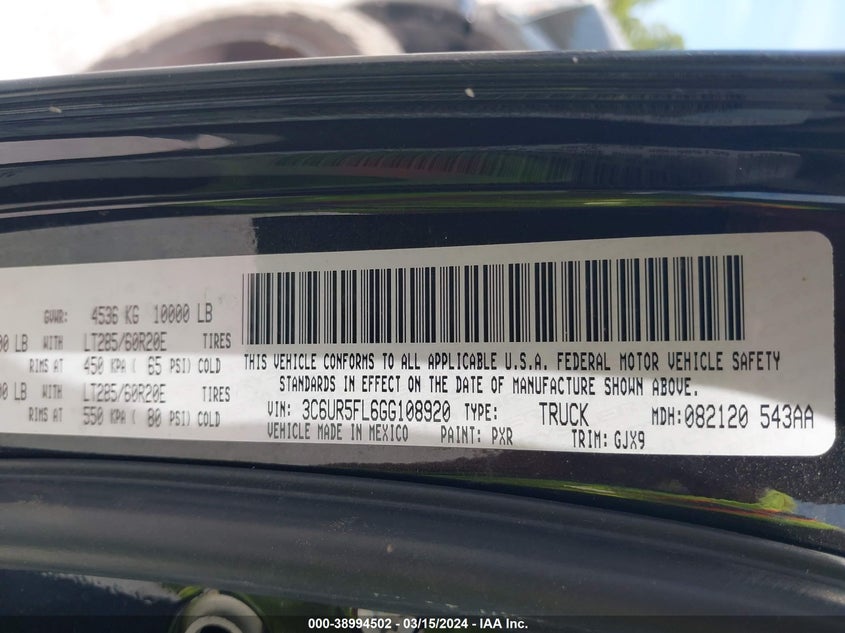 GVWR: 4536 KG 10000 LB
00 LB WITH LT285/60R20E TIRES
RIMS AT 450 KPA ( 65 PSI) COLD
00 LB WITH LT285/60R20E TIRES
RIMS AT 550 KPA ( 80 PSI) COLD
THIS VEHICLE CONFORMS TO ALL APPLICABLE U.S.A. FEDERAL MOTOR VEHICLE SAFETY
STANDARDS IN EFFECT ON THE DATE OF MANUFACTURE SHOWN ABOVE.
VIN: 3C6UR5FL6GG108920 TYPE: TRUCK MDH:082120 543AA
VEHICLE MADE IN MEXICO PAINT: PXR TRIM: GJX9
000-38994502 - 03/15/2024 - IAA Inc.